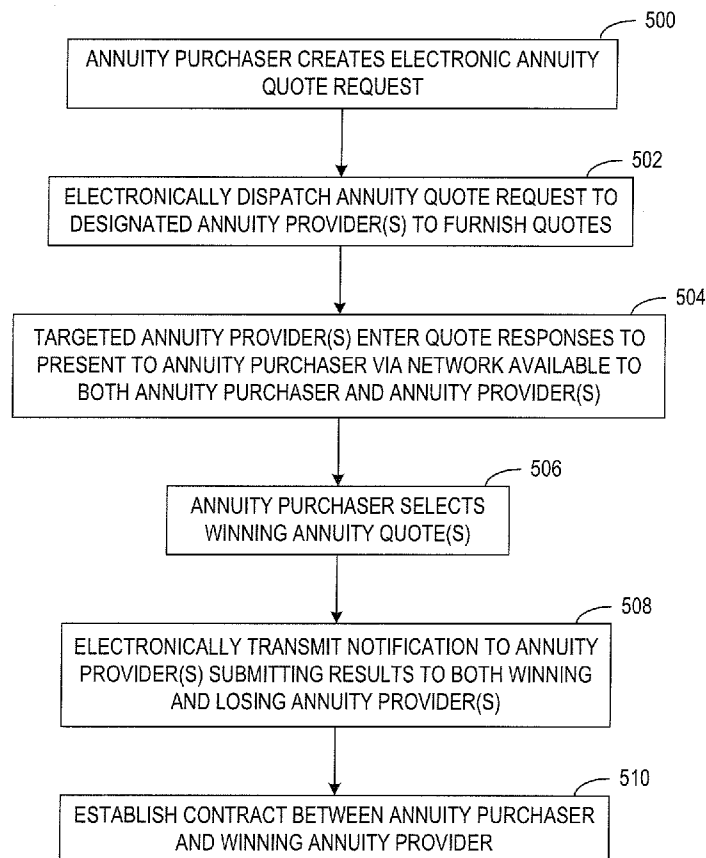 500
ANNUITY PURCHASER CREATES ELECTRONIC ANNUITY
QUOTE REQUEST
502
ELECTRONICALLY DISPATCH ANNUITY QUOTE REQUEST TO
DESIGNATED ANNUITY PROVIDER(S) TO FURNISH QUOTES
504
TARGETED ANNUITY PROVIDER(S) ENTER QUOTE RESPONSES TO
PRESENT TO ANNUITY PURCHASER VIA NETWORK AVAILABLE TO
BOTH ANNUITY PURCHASER AND ANNUITY PROVIDER(S)
506
ANNUITY PURCHASER SELECTS
WINNING ANNUITY QUOTE(S)
508
ELECTRONICALLY TRANSMIT NOTIFICATION TO ANNUITY
PROVIDER(S) SUBMITTING RESULTS TO BOTH WINNING
AND LOSING ANNUITY PROVIDER(S)
510
ESTABLISH CONTRACT BETWEEN ANNUITY PURCHASER
AND WINNING ANNUITY PROVIDER